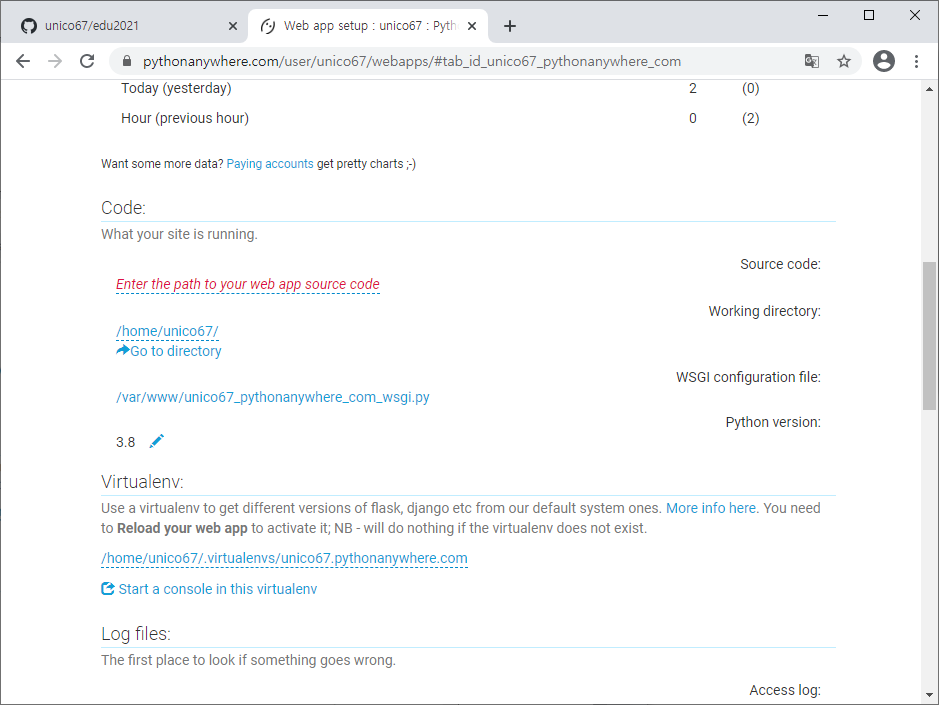 unico67/edu2021
Web app setup : unico67 : Pyth
pythonanywhere.com/user/unico67/webapps/#tab_id_unico67_pythonanywhere_com
Today (yesterday) 2 (0)
Hour (previous hour) 0 (2)
Want some more data? Paying accounts get pretty charts ;-)
Code:
What your site is running.
Source code:
Enter the path to your web app source code
Working directory:
/home/unico67/
Go to directory
WSGI configuration file:
/var/www/unico67_pythonanywhere_com_wsgi.py
Python version:
3.8
Virtualenv:
Use a virtualenv to get different versions of flask, django etc from our default system ones. More info here. You need
to Reload your web app to activate it; NB - will do nothing if the virtualenv does not exist.
/home/unico67/.virtualenvs/unico67.pythonanywhere.com
Start a console in this virtualenv
Log files:
The first place to look if something goes wrong.
Access log: